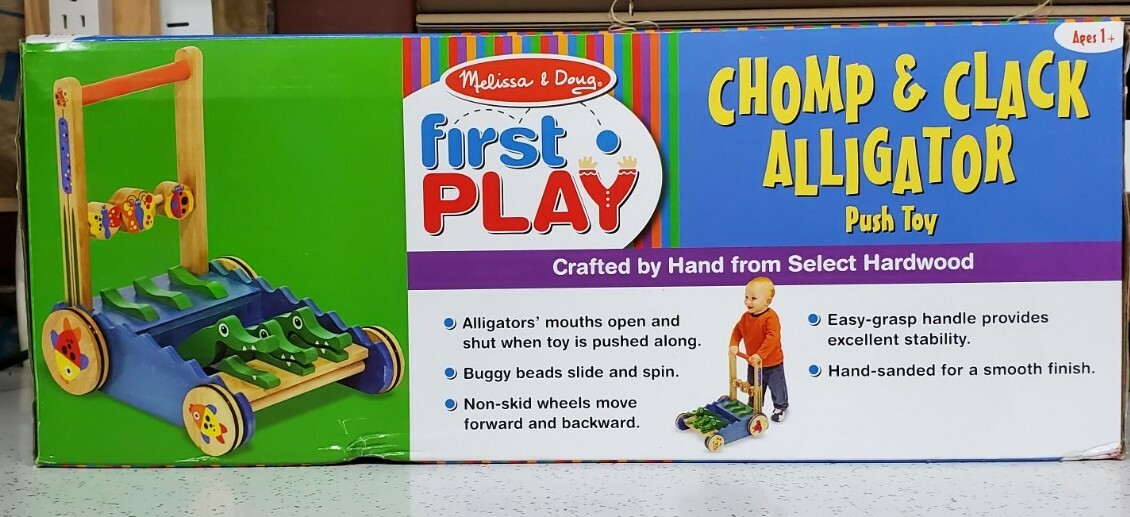 Ages 1+
Melissa & Doug®
first
PLAY
CHOMP & CLACK
ALLIGATOR
Push Toy
Crafted by Hand from Select Hardwood
Alligators' mouths open and
shut when toy is pushed along.
Buggy beads slide and spin.
Non-skid wheels move
forward and backward.
Easy-grasp handle provides
excellent stability.
Hand-sanded for a smooth finish.